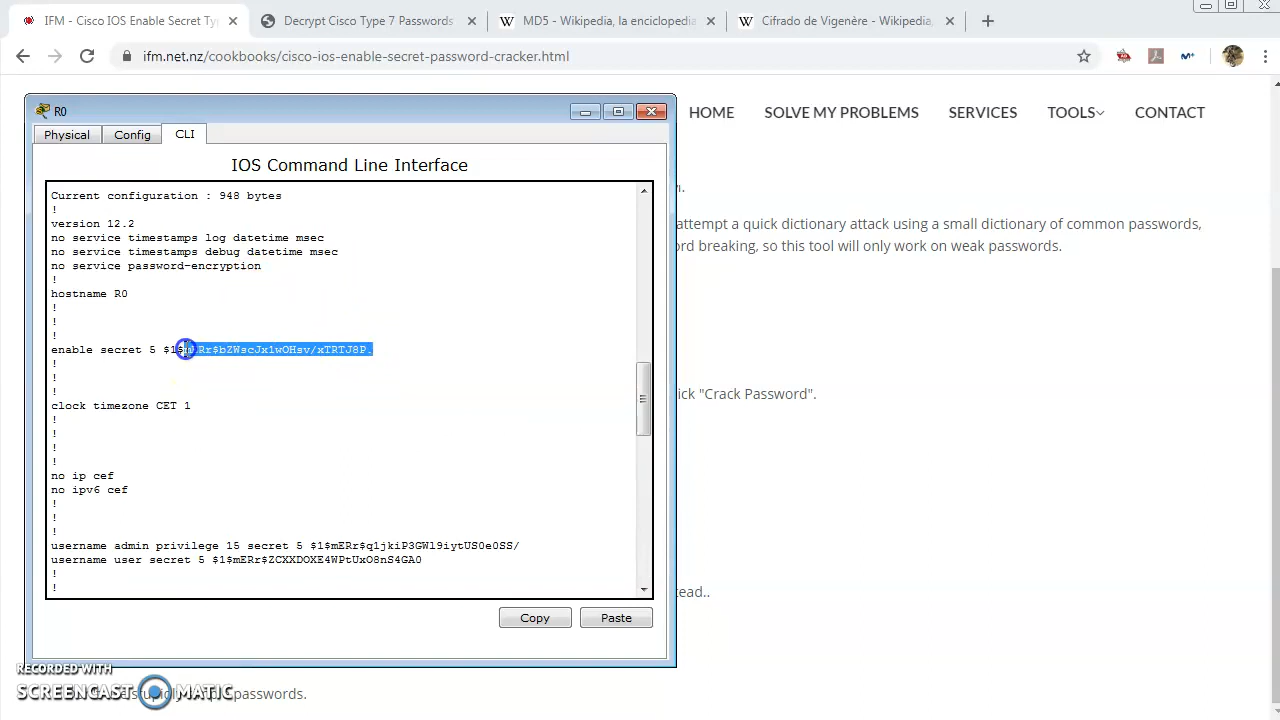 IFM - Cisco IOS Enable Secret Ty
Decrypt Cisco Type 7 Passwords
MD5 - Wikipedia, la enciclopedia
Cifrado de Vigenère - Wikipedia,
ifm.net.nz/cookbooks/cisco-ios-enable-secret-password-cracker.html
HOME SOLVE MY PROBLEMS SERVICES TOOLS CONTACT
attempt a quick dictionary attack using a small dictionary of common passwords,
breaking, so this tool will only work on weak passwords.
"Crack Password".
R0
Physical Config CLI
IOS Command Line Interface
Current configuration : 948 bytes
!
version 12.2
no service timestamps log datetime msec
no service timestamps debug datetime msec
no service password-encryption
!
hostname R0
!
!
!
enable secret 5 $1$mERr$bZWscJx1wOHsv/xTRTJ8P.
!
!
!
clock timezone CET 1
!
!
!
!
no ip cef
no ipv6 cef
!
!
!
username admin privilege 15 secret 5 $1$mERr$q1jkiP3GWl9iytUS0e0SS/
username user secret 5 $1$mERr$ZCXXDOXE4WPtUxO8nS4GA0
!
!
Copy Paste
RECORDED WITH
SCREENCAST MATIC
passwords.